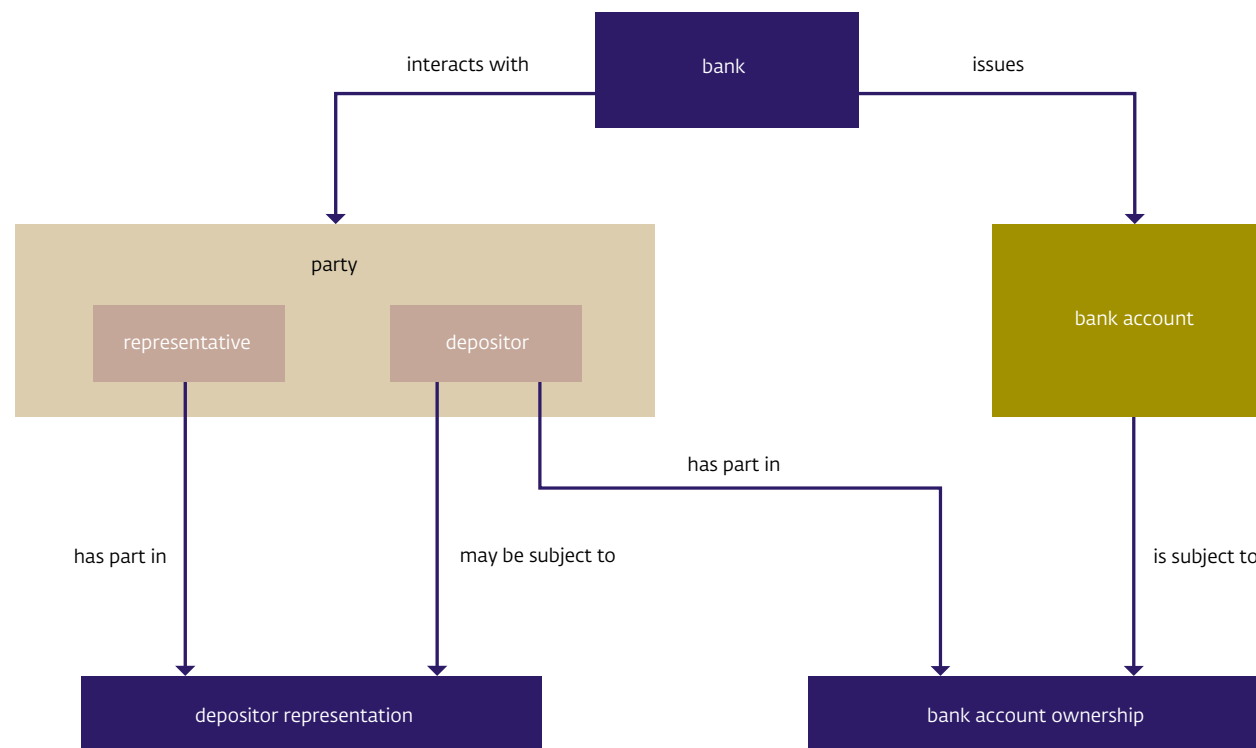 interacts with
bank
issues
party
representative
depositor
bank account
has part in
has part in
may be subject to
is subject to
depositor representation
bank account ownership